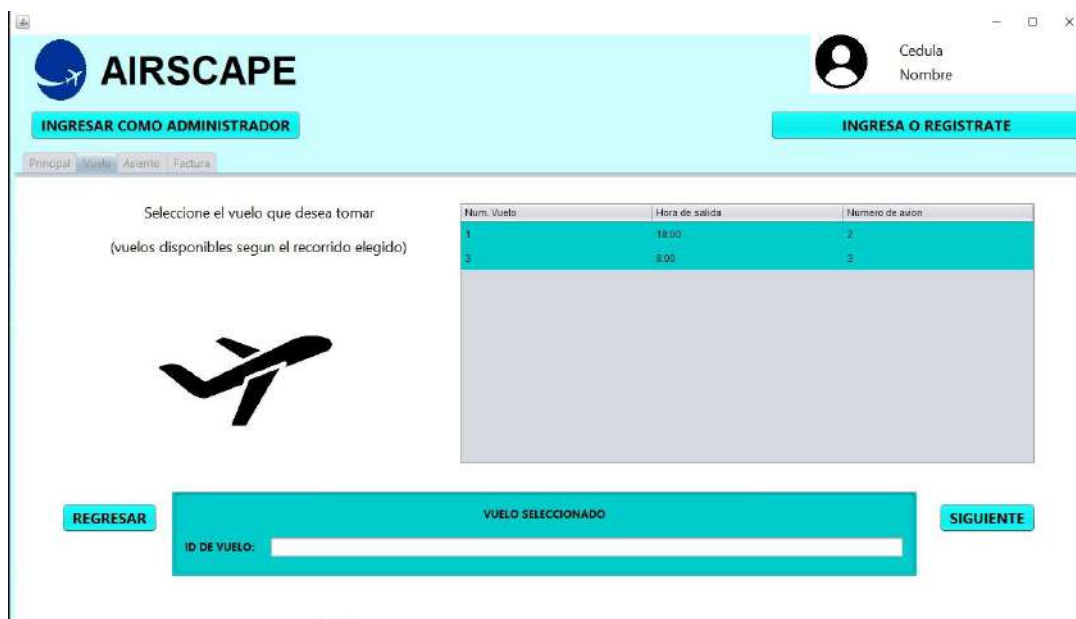 AIRSCAPE
Cedula
Nombre
INGRESAR COMO ADMINISTRADOR
INGRESA O REGISTRATE
Principal Vuelo Asiento Factura
Seleccione el vuelo que desea tomar
(vuelos disponibles segun el recorrido elegido)
Num. Vuelo Hora de salida Numero de avion
1 18:00 2
3 8:00 3
REGRESAR
VUELO SELECCIONADO
SIGUIENTE
ID DE VUELO: